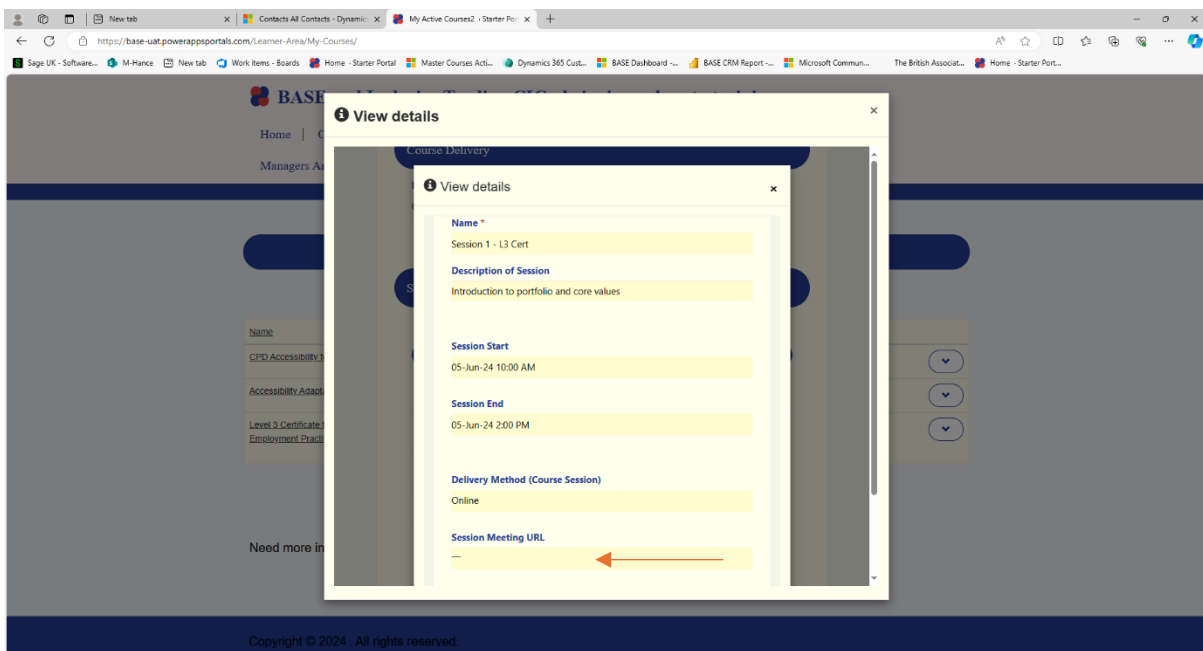 New tab
Contacts All Contacts - Dynamic
My Active Courses2 · Starter Por
https://base-uat.powerappsportals.com/Learner-Area/My-Courses/
Sage UK - Software...
M-Hance
New tab
Work items - Boards
Home · Starter Portal
Master Courses Acti...
Dynamics 365 Cust...
BASE Dashboard -...
BASE CRM Report -...
Microsoft Commun...
The British Associat...
Home · Starter Port...
BASE
Home
Managers
View details
Course Delivery
View details
Name *
Session 1 - L3 Cert
Description of Session
Introduction to portfolio and core values
Session Start
05-Jun-24 10:00 AM
Session End
05-Jun-24 2:00 PM
Delivery Method (Course Session)
Online
Session Meeting URL
—
Name
CPD Accessibility
Accessibility Adapt
Level 3 Certificate
Employment Practi
Need more in
Copyright © 2024 . All rights reserved.